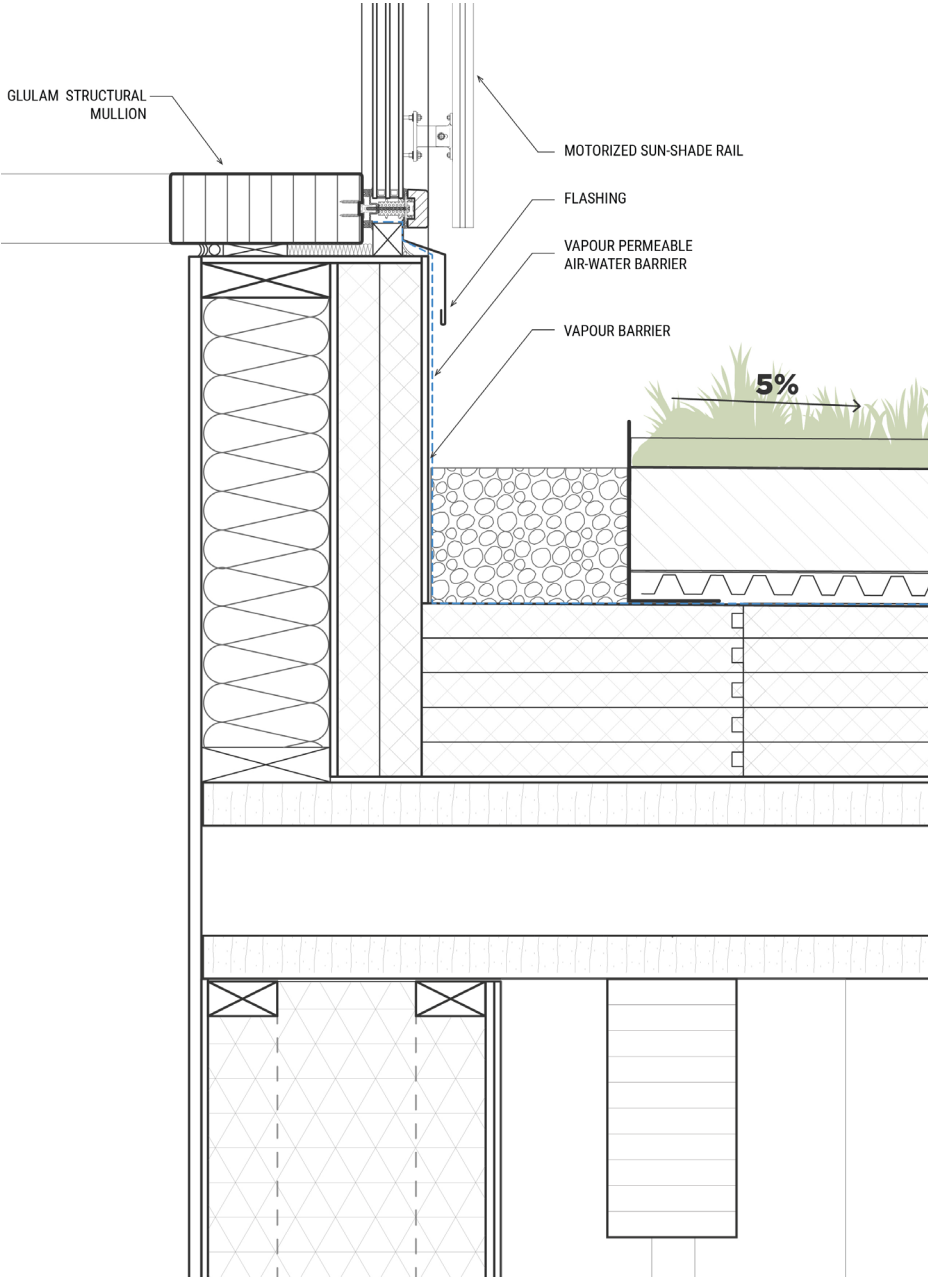 GLULAM STRUCTURAL
MULLION
MOTORIZED SUN-SHADE RAIL
FLASHING
VAPOUR PERMEABLE
AIR-WATER BARRIER
VAPOUR BARRIER
5%